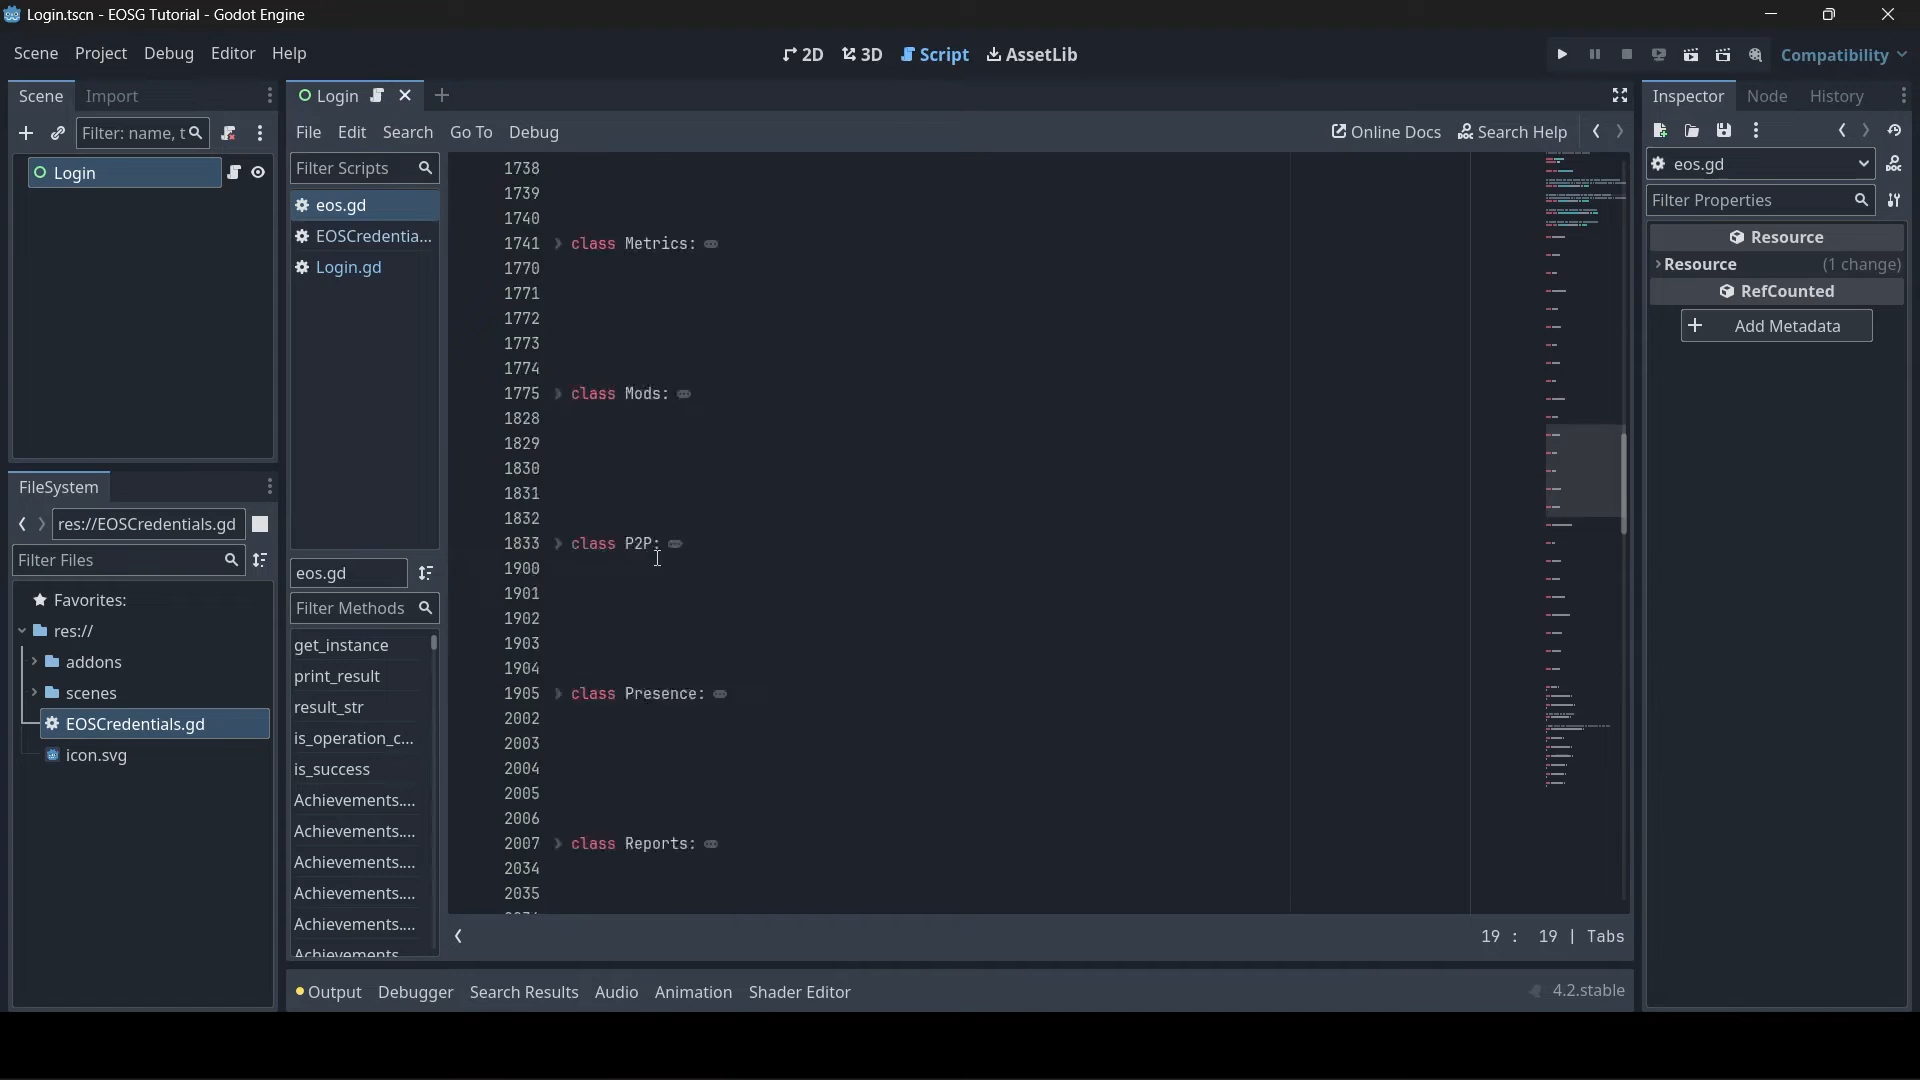 Login.tscn - EOSG Tutorial - Godot Engine
Scene Project Debug Editor Help
2D 3D Script AssetLib
Compatibility
Scene Import
Filter: name, t
Login
FileSystem
res://EOSCredentials.gd
Filter Files
Favorites:
res://
addons
scenes
EOSCredentials.gd
icon.svg
Login
File Edit Search Go To Debug
Online Docs Search Help
Filter Scripts
eos.gd
EOSCredentia...
Login.gd
eos.gd
Filter Methods
get_instance
print_result
result_str
is_operation_c...
is_success
Achievements....
Achievements....
Achievements....
Achievements....
Achievements....
Achievements
1738
1739
1740
1741 class Metrics:
1770
1771
1772
1773
1774
1775 class Mods:
1828
1829
1830
1831
1832
1833 class P2P:
1900
1901
1902
1903
1904
1905 class Presence:
2002
2003
2004
2005
2006
2007 class Reports:
2034
2035
19 : 19 | Tabs
Output Debugger Search Results Audio Animation Shader Editor
4.2.stable
Inspector Node History
eos.gd
Filter Properties
Resource
Resource (1 change)
RefCounted
Add Metadata